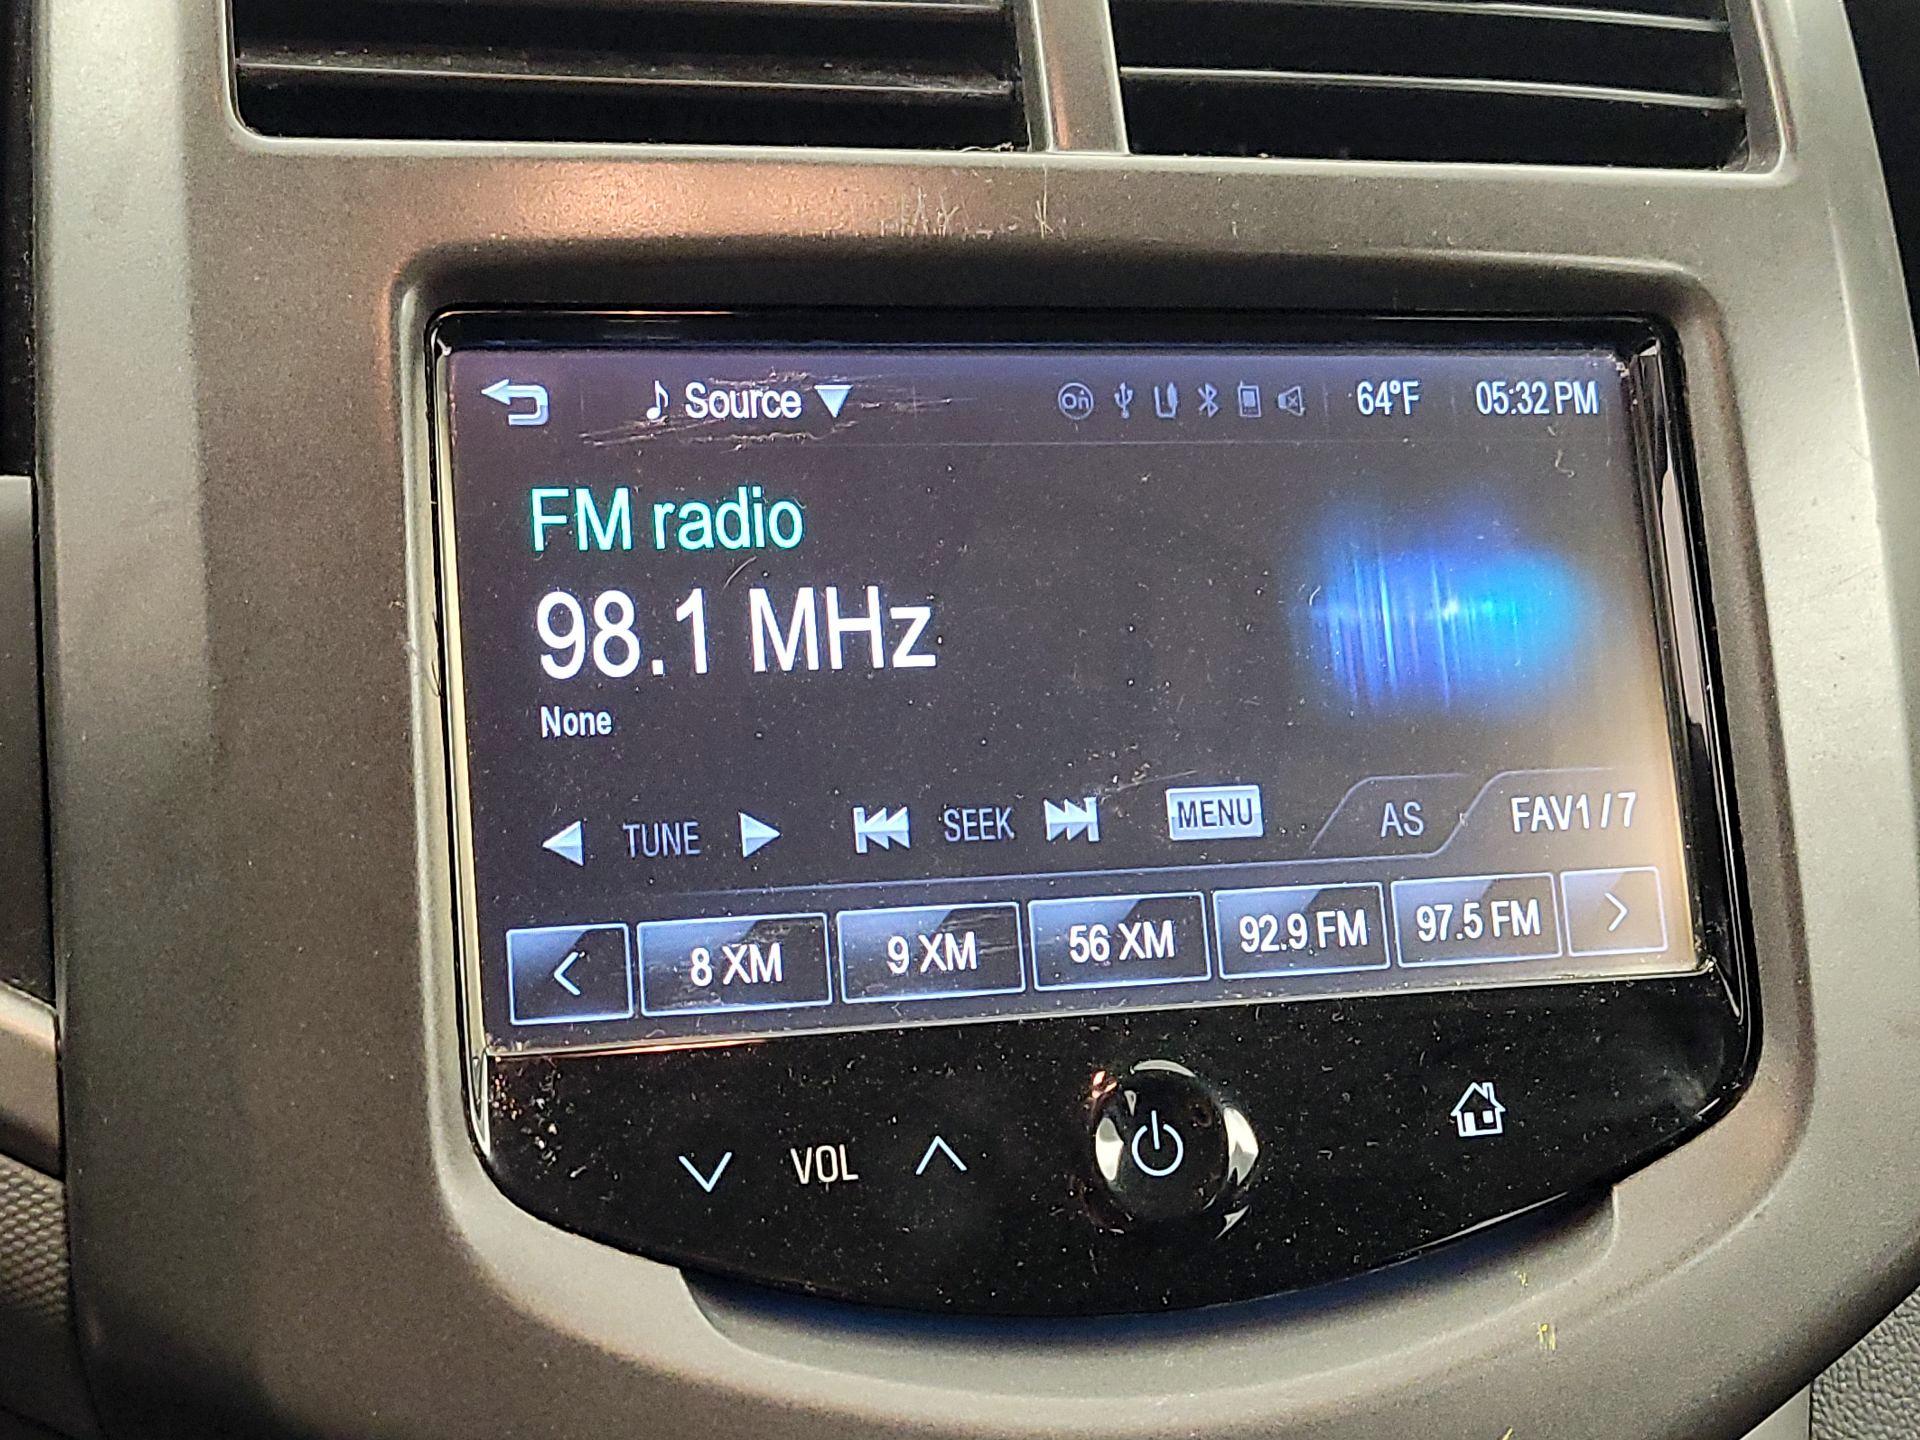 Source 64°F 05:32 PM
FM radio
98.1 MHz
None
TUNE SEEK MENU AS FAV1 / 7
< 8 XM 9 XM 56 XM 92.9 FM 97.5 FM >
VOL